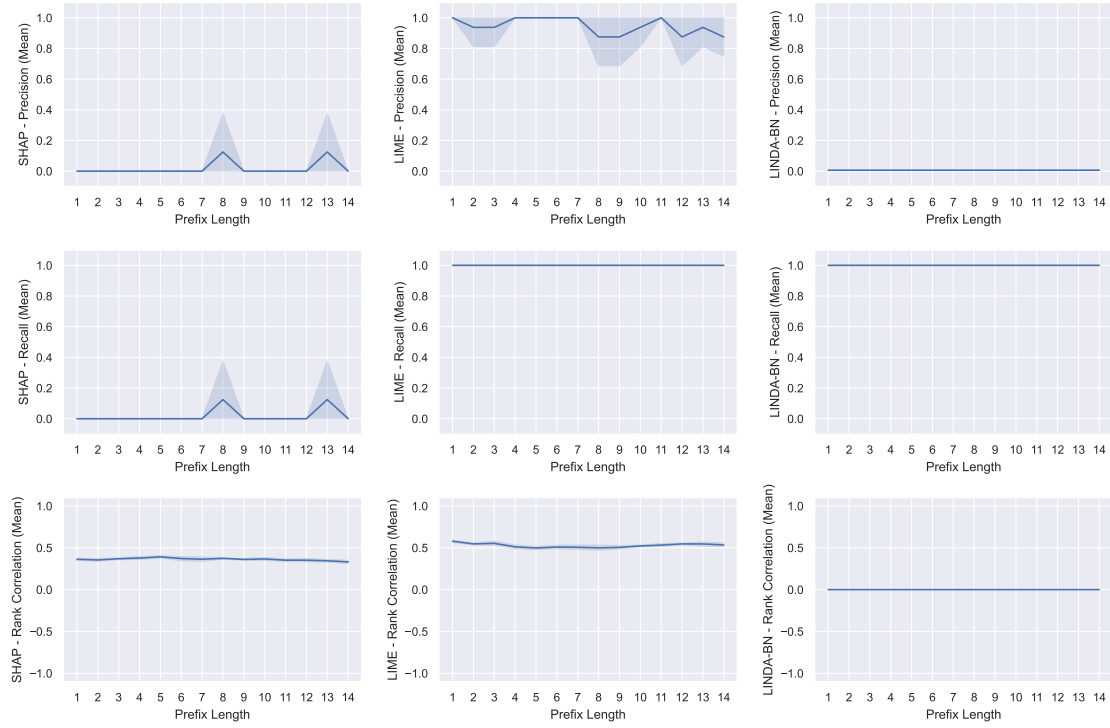 SHAP - Precision (Mean)
1.0
0.8
0.6
0.4
0.2
0.0
1 2 3 4 5 6 7 8 9 10 11 12 13 14
Prefix Length
LIME - Precision (Mean)
1.0
0.8
0.6
0.4
0.2
0.0
1 2 3 4 5 6 7 8 9 10 11 12 13 14
Prefix Length
LINDA-BN - Precision (Mean)
1.0
0.8
0.6
0.4
0.2
0.0
1 2 3 4 5 6 7 8 9 10 11 12 13 14
Prefix Length
SHAP - Recall (Mean)
1.0
0.8
0.6
0.4
0.2
0.0
1 2 3 4 5 6 7 8 9 10 11 12 13 14
Prefix Length
LIME - Recall (Mean)
1.0
0.8
0.6
0.4
0.2
0.0
1 2 3 4 5 6 7 8 9 10 11 12 13 14
Prefix Length
LINDA-BN - Recall (Mean)
1.0
0.8
0.6
0.4
0.2
0.0
1 2 3 4 5 6 7 8 9 10 11 12 13 14
Prefix Length
SHAP - Rank Correlation (Mean)
1.0
0.5
0.0
−0.5
−1.0
1 2 3 4 5 6 7 8 9 10 11 12 13 14
Prefix Length
LIME - Rank Correlation (Mean)
1.0
0.5
0.0
−0.5
−1.0
1 2 3 4 5 6 7 8 9 10 11 12 13 14
Prefix Length
LINDA-BN - Rank Correlation (Mean)
1.0
0.5
0.0
−0.5
−1.0
1 2 3 4 5 6 7 8 9 10 11 12 13 14
Prefix Length